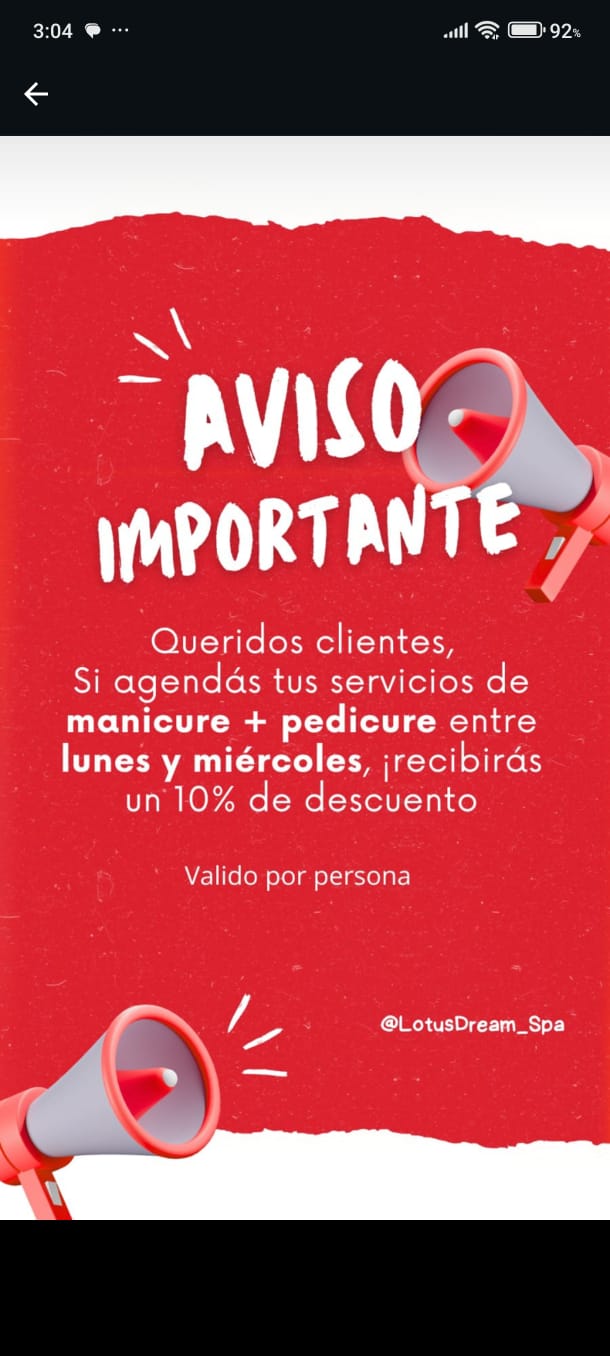 3:04
92%
AVISO
IMPORTANTE
Queridos clientes,
Si agendás tus servicios de
manicure + pedicure entre
lunes y miércoles, ¡recibirás
un 10% de descuento
Valido por persona
@LotusDream_Spa